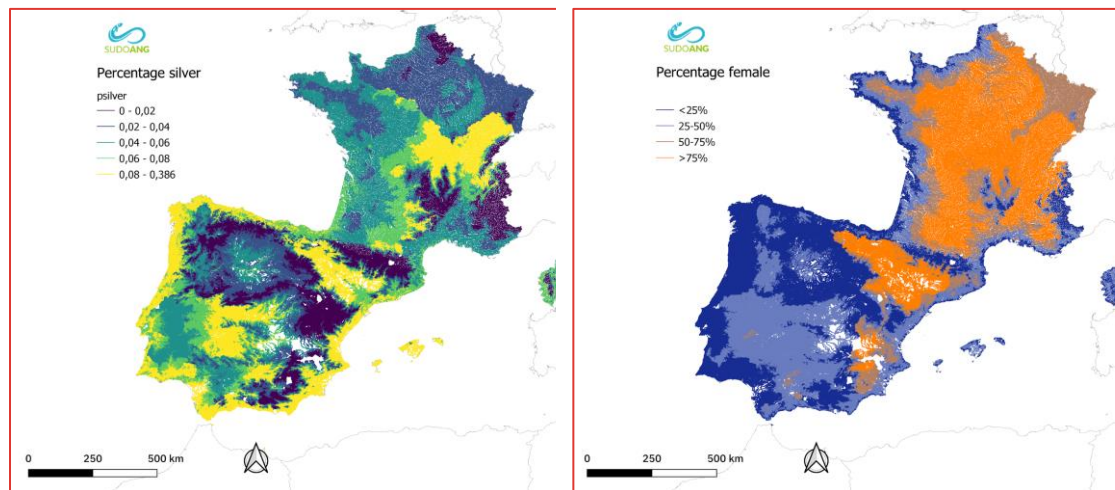 SUDOANG
Percentage silver
psilver
0 - 0,02
0,02 - 0,04
0,04 - 0,06
0,06 - 0,08
0,08 - 0,386
0 250 500 km
SUDOANG
Percentage female
<25%
25-50%
50-75%
>75%
0 250 500 km